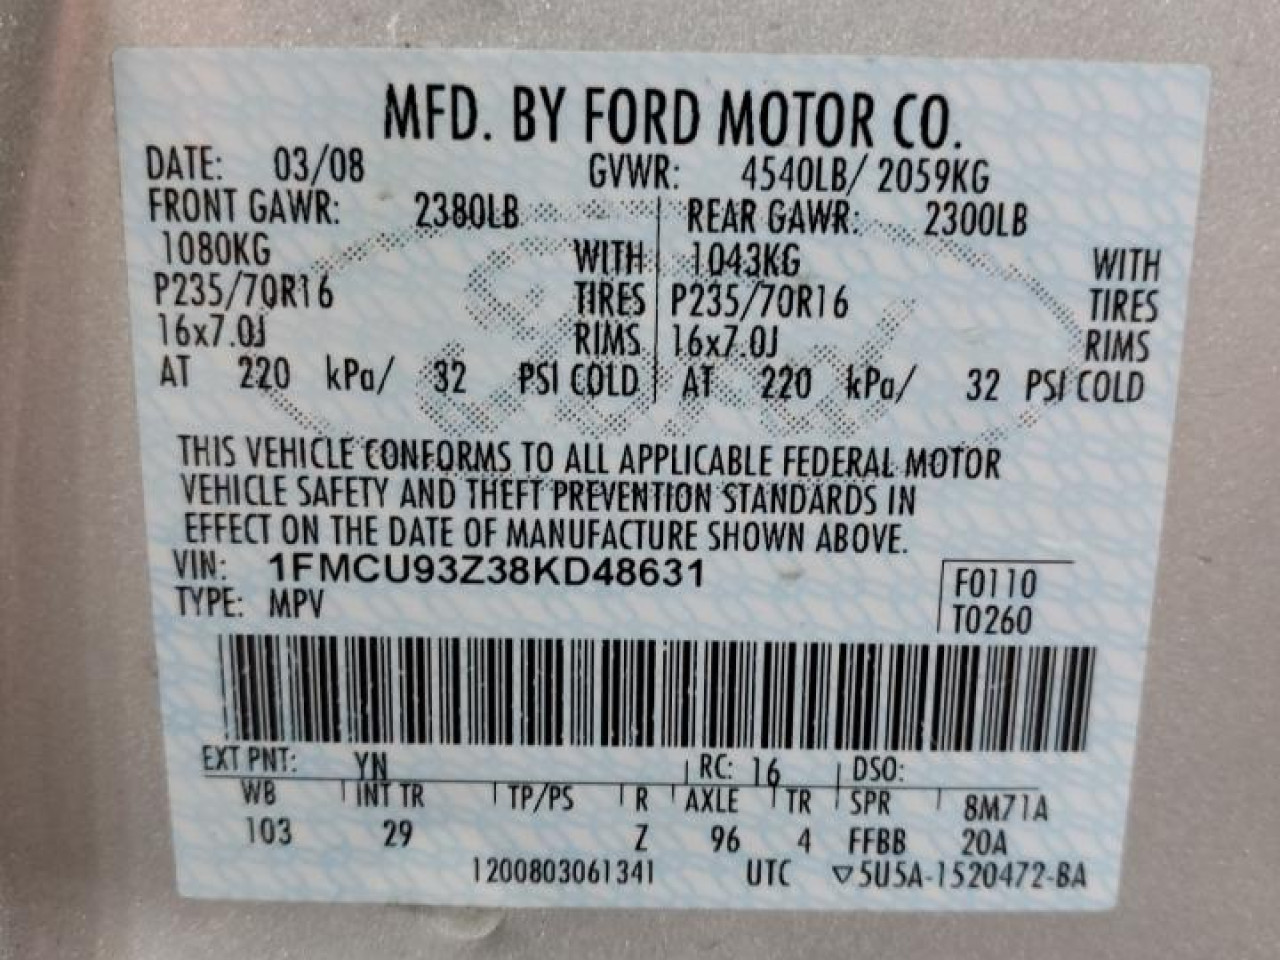 MFD. BY FORD MOTOR CO.
DATE: 03/08 GVWR: 4540LB/ 2059KG
FRONT GAWR: 2380LB REAR GAWR: 2300LB
1080KG WITH 1043KG WITH
P235/70R16 TIRES P235/70R16 TIRES
16x7.0J RIMS 16x7.0J RIMS
AT 220 kPa/ 32 PSI COLD AT 220 kPa/ 32 PSI COLD
THIS VEHICLE CONFORMS TO ALL APPLICABLE FEDERAL MOTOR
VEHICLE SAFETY AND THEFT PREVENTION STANDARDS IN
EFFECT ON THE DATE OF MANUFACTURE SHOWN ABOVE.
VIN: 1FMCU93Z38KD48631 F0110
TYPE: MPV T0260
EXT PNT: YN RC: 16 DSO:
WB INT TR TP/PS R AXLE TR SPR 8M71A
103 29 Z 96 4 FFBB 20A
1200803061341 UTC ▽5U5A-1520472-BA